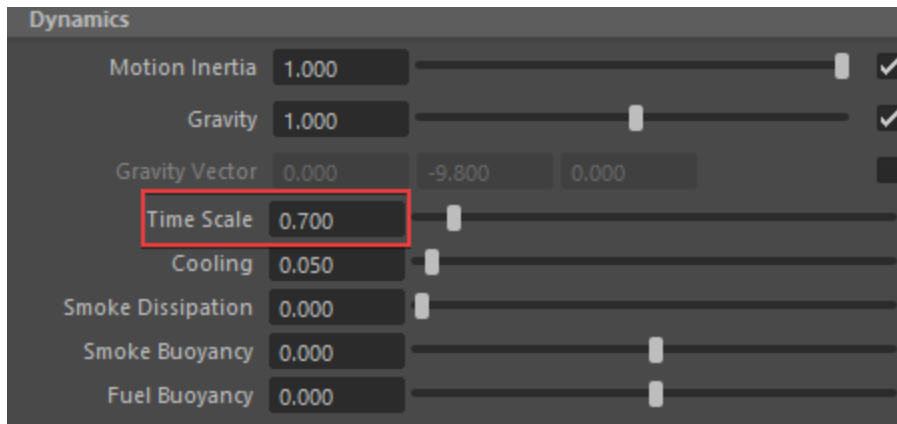 Dynamics
Motion Inertia 1.000
Gravity 1.000
Gravity Vector 0.000 -9.800 0.000
Time Scale 0.700
Cooling 0.050
Smoke Dissipation 0.000
Smoke Buoyancy 0.000
Fuel Buoyancy 0.000